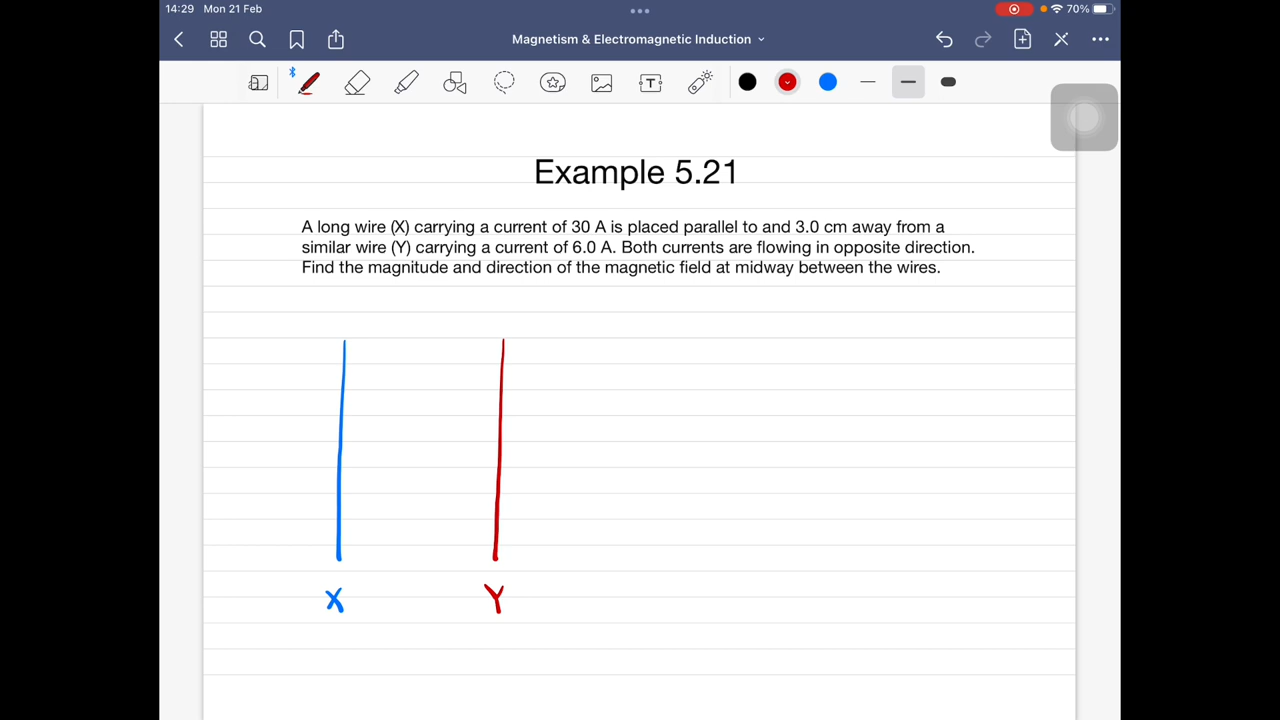 14:29 Mon 21 Feb
70%
Magnetism & Electromagnetic Induction
T
Example 5.21
A long wire (X) carrying a current of 30 A is placed parallel to and 3.0 cm away from a
similar wire (Y) carrying a current of 6.0 A. Both currents are flowing in opposite direction.
Find the magnitude and direction of the magnetic field at midway between the wires.
X Y